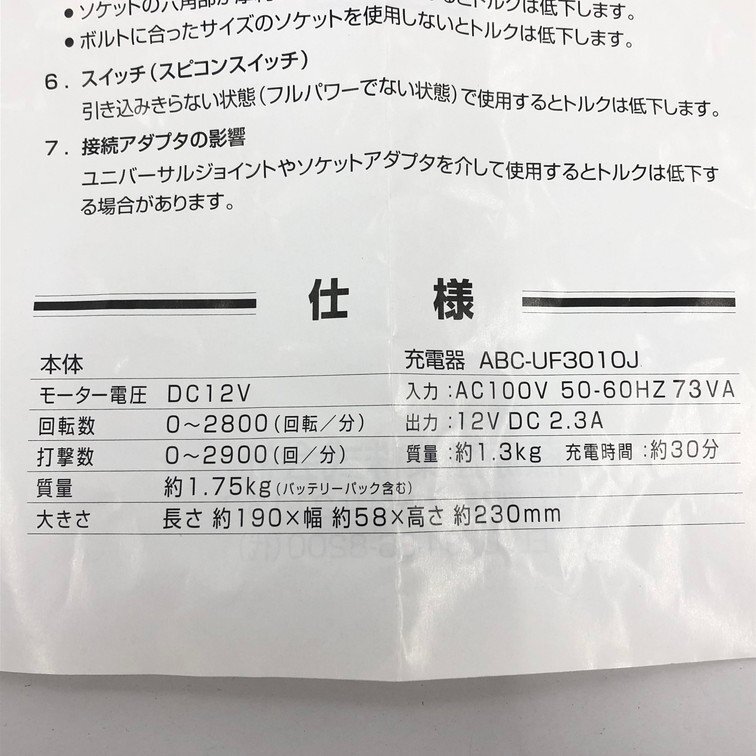 ● ソケットの六角部が
とトルクは低下します。
● ボルトに合ったサイズのソケットを使用しないとトルクは低下します。
6. スイッチ(スピコンスイッチ)
引き込みきらない状態(フルパワーでない状態)で使用するとトルクは低下します。
7. 接続アダプタの影響
ユニバーサルジョイントやソケットアダプタを介して使用するとトルクは低下す
る場合があります。
仕 様
本体
モーター電圧 DC12V
回転数 0～2800(回転／分)
打撃数 0～2900(回／分)
質量 約1.75kg(バッテリーパック含む)
大きさ 長さ 約190×幅 約58×高さ 約230mm
充電器 ABC-UF3010J
入力:AC100V 50-60HZ 73VA
出力:12V DC 2.3A
質量:約1.3kg 充電時間:約30分